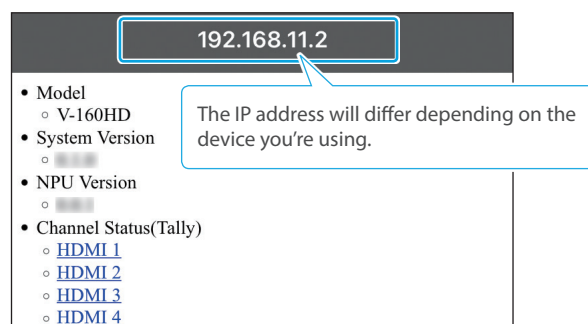 192.168.11.2
Model
V-160HD
System Version
NPU Version
Channel Status(Tally)
HDMI 1
HDMI 2
HDMI 3
HDMI 4
The IP address will differ depending on the
device you're using.